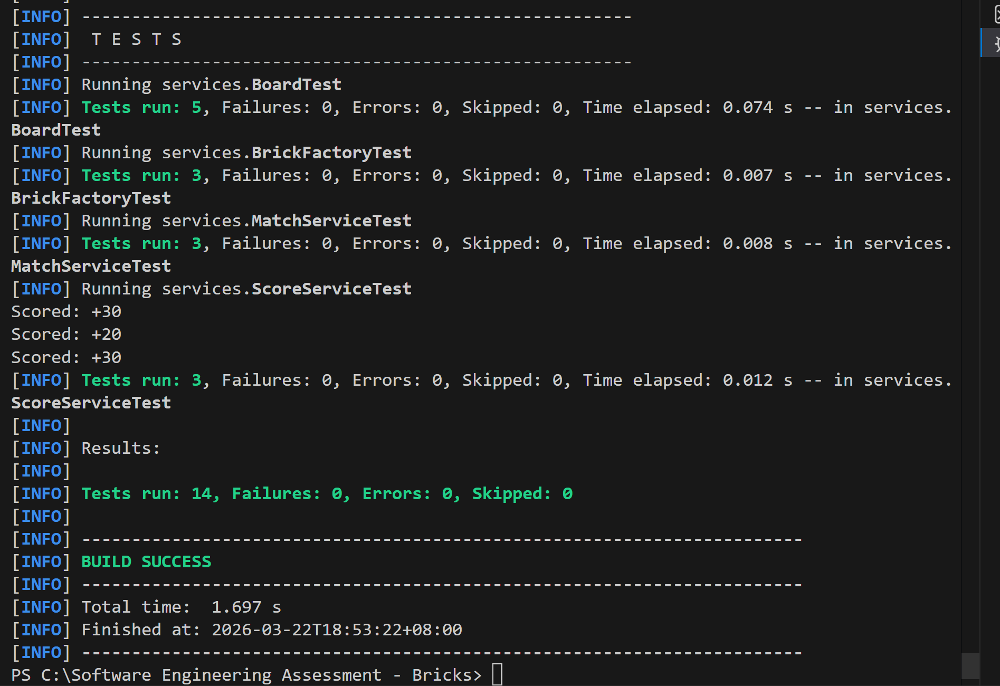 [INFO] -------------------------------------------------------
[INFO]  T E S T S
[INFO] -------------------------------------------------------
[INFO] Running services.BoardTest
[INFO] Tests run: 5, Failures: 0, Errors: 0, Skipped: 0, Time elapsed: 0.074 s -- in services.
BoardTest
[INFO] Running services.BrickFactoryTest
[INFO] Tests run: 3, Failures: 0, Errors: 0, Skipped: 0, Time elapsed: 0.007 s -- in services.
BrickFactoryTest
[INFO] Running services.MatchServiceTest
[INFO] Tests run: 3, Failures: 0, Errors: 0, Skipped: 0, Time elapsed: 0.008 s -- in services.
MatchServiceTest
[INFO] Running services.ScoreServiceTest
Scored: +30
Scored: +20
Scored: +30
[INFO] Tests run: 3, Failures: 0, Errors: 0, Skipped: 0, Time elapsed: 0.012 s -- in services.
ScoreServiceTest
[INFO]
[INFO] Results:
[INFO]
[INFO] Tests run: 14, Failures: 0, Errors: 0, Skipped: 0
[INFO]
[INFO] ------------------------------------------------------------------------
[INFO] BUILD SUCCESS
[INFO] ------------------------------------------------------------------------
[INFO] Total time:  1.697 s
[INFO] Finished at: 2026-03-22T18:53:22+08:00
[INFO] ------------------------------------------------------------------------
PS C:\Software Engineering Assessment - Bricks>